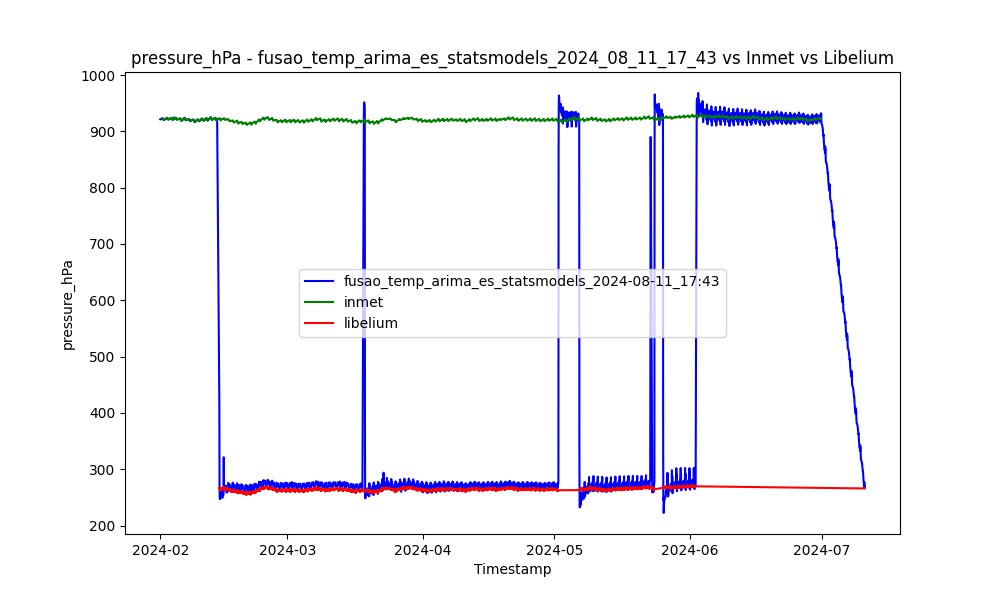 pressure_hPa - fusao_temp_arima_es_statsmodels_2024_08_11_17_43 vs Inmet vs Libelium
1000
900
800
700
600
500
400
300
200
pressure_hPa
fusao_temp_arima_es_statsmodels_2024-08-11_17:43
inmet
libelium
2024-02
2024-03
2024-04
2024-05
2024-06
2024-07
Timestamp